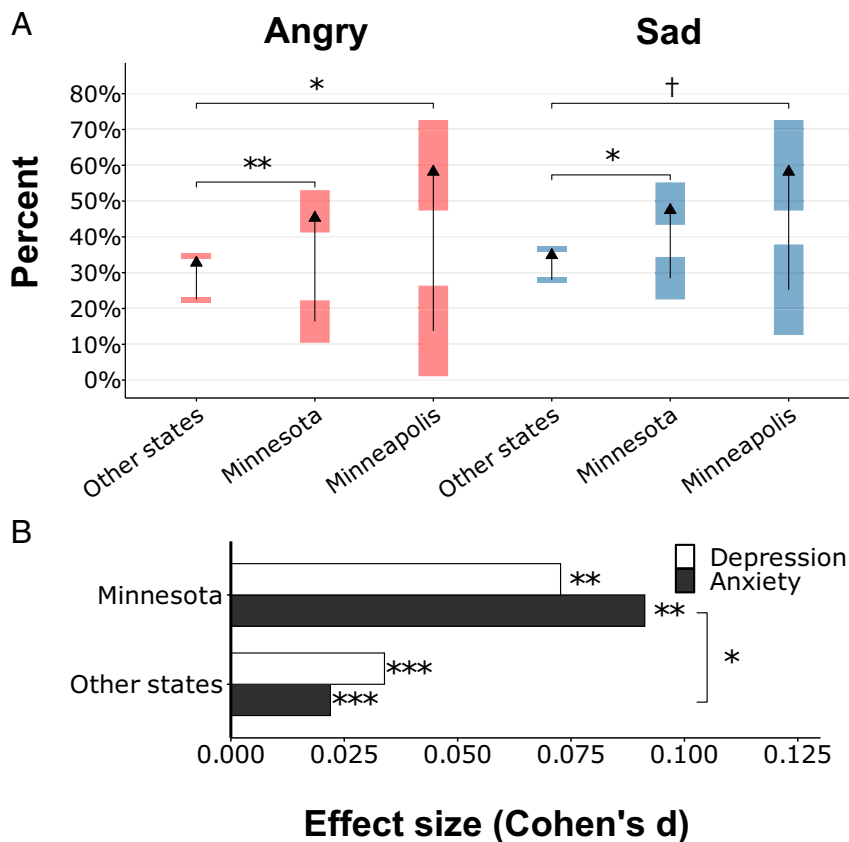 A
Angry
Sad
Percent
80%
70%
60%
50%
40%
30%
20%
10%
0%
*
**
†
*
Other states
Minnesota
Minneapolis
Other states
Minnesota
Minneapolis
B
Depression
Anxiety
Minnesota
**
**
*
Other states
***
***
0.000 0.025 0.050 0.075 0.100 0.125
Effect size (Cohen's d)